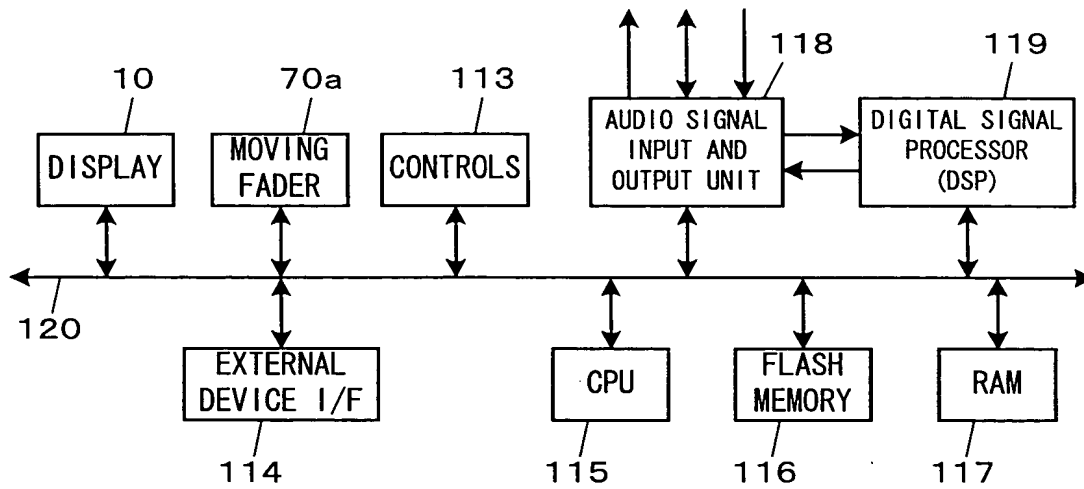 10
70a
113
118
119
DISPLAY
MOVING
FADER
CONTROLS
AUDIO SIGNAL
INPUT AND
OUTPUT UNIT
DIGITAL SIGNAL
PROCESSOR
(DSP)
120
EXTERNAL
DEVICE I/F
CPU
FLASH
MEMORY
RAM
114
115
116
117